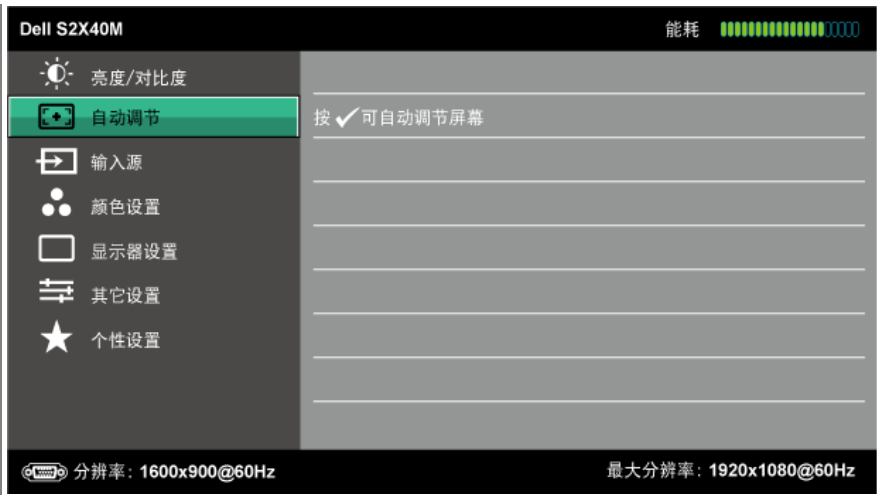 Dell S2X40M
能耗
亮度/对比度
自动调节
按✓可自动调节屏幕
输入源
颜色设置
显示器设置
其它设置
个性设置
分辨率: 1600x900@60Hz
最大分辨率: 1920x1080@60Hz